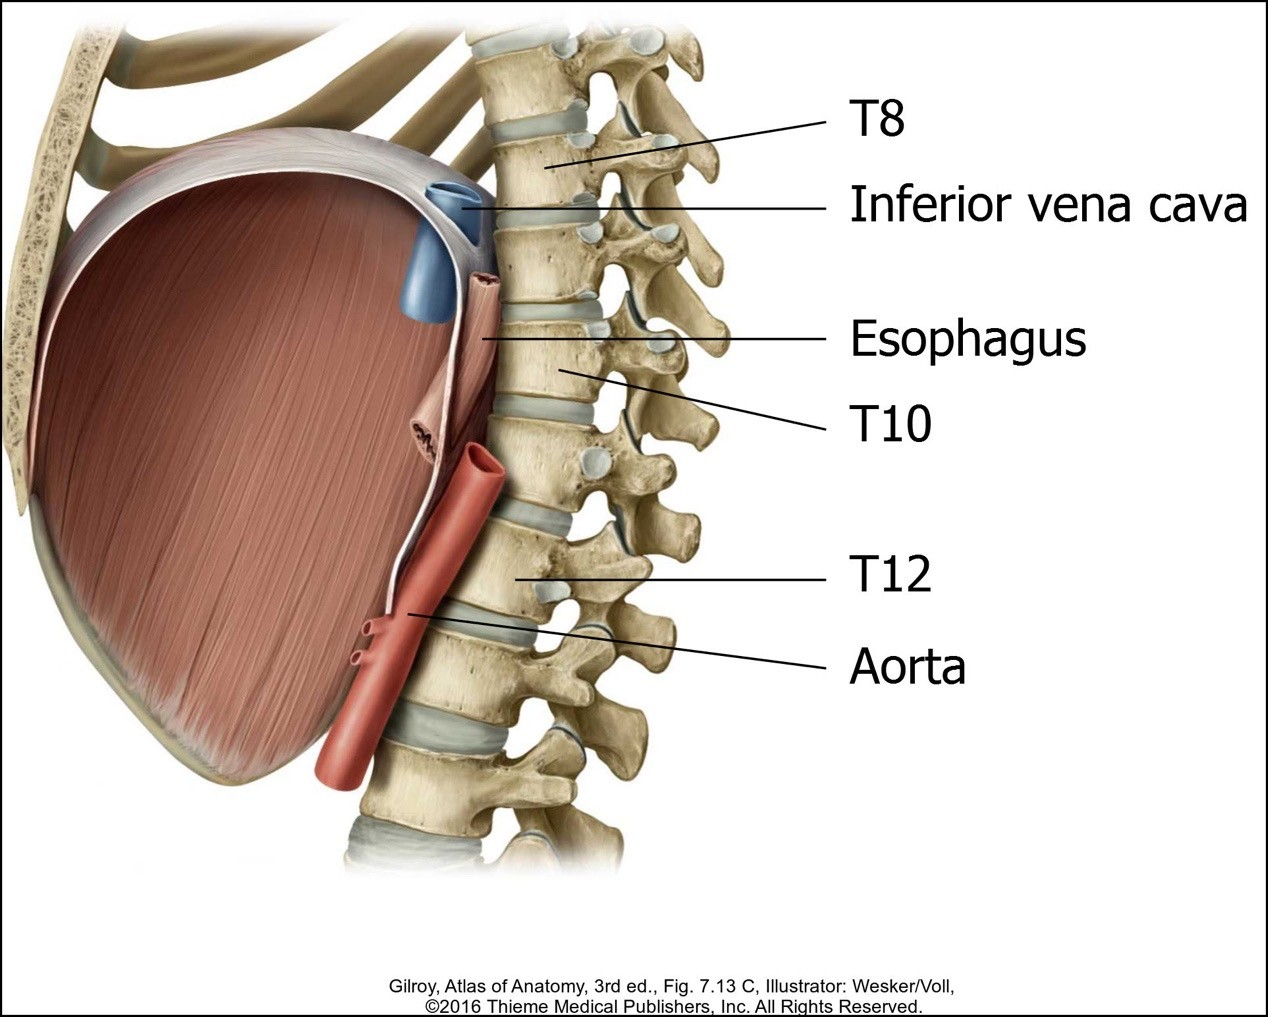 T8
Inferior vena cava
Esophagus
T10
T12
Aorta
Gilroy, Atlas of Anatomy, 3rd ed., Fig. 7.13 C, Illustrator: Wesker/Voll,
©2016 Thieme Medical Publishers, Inc. All Rights Reserved.